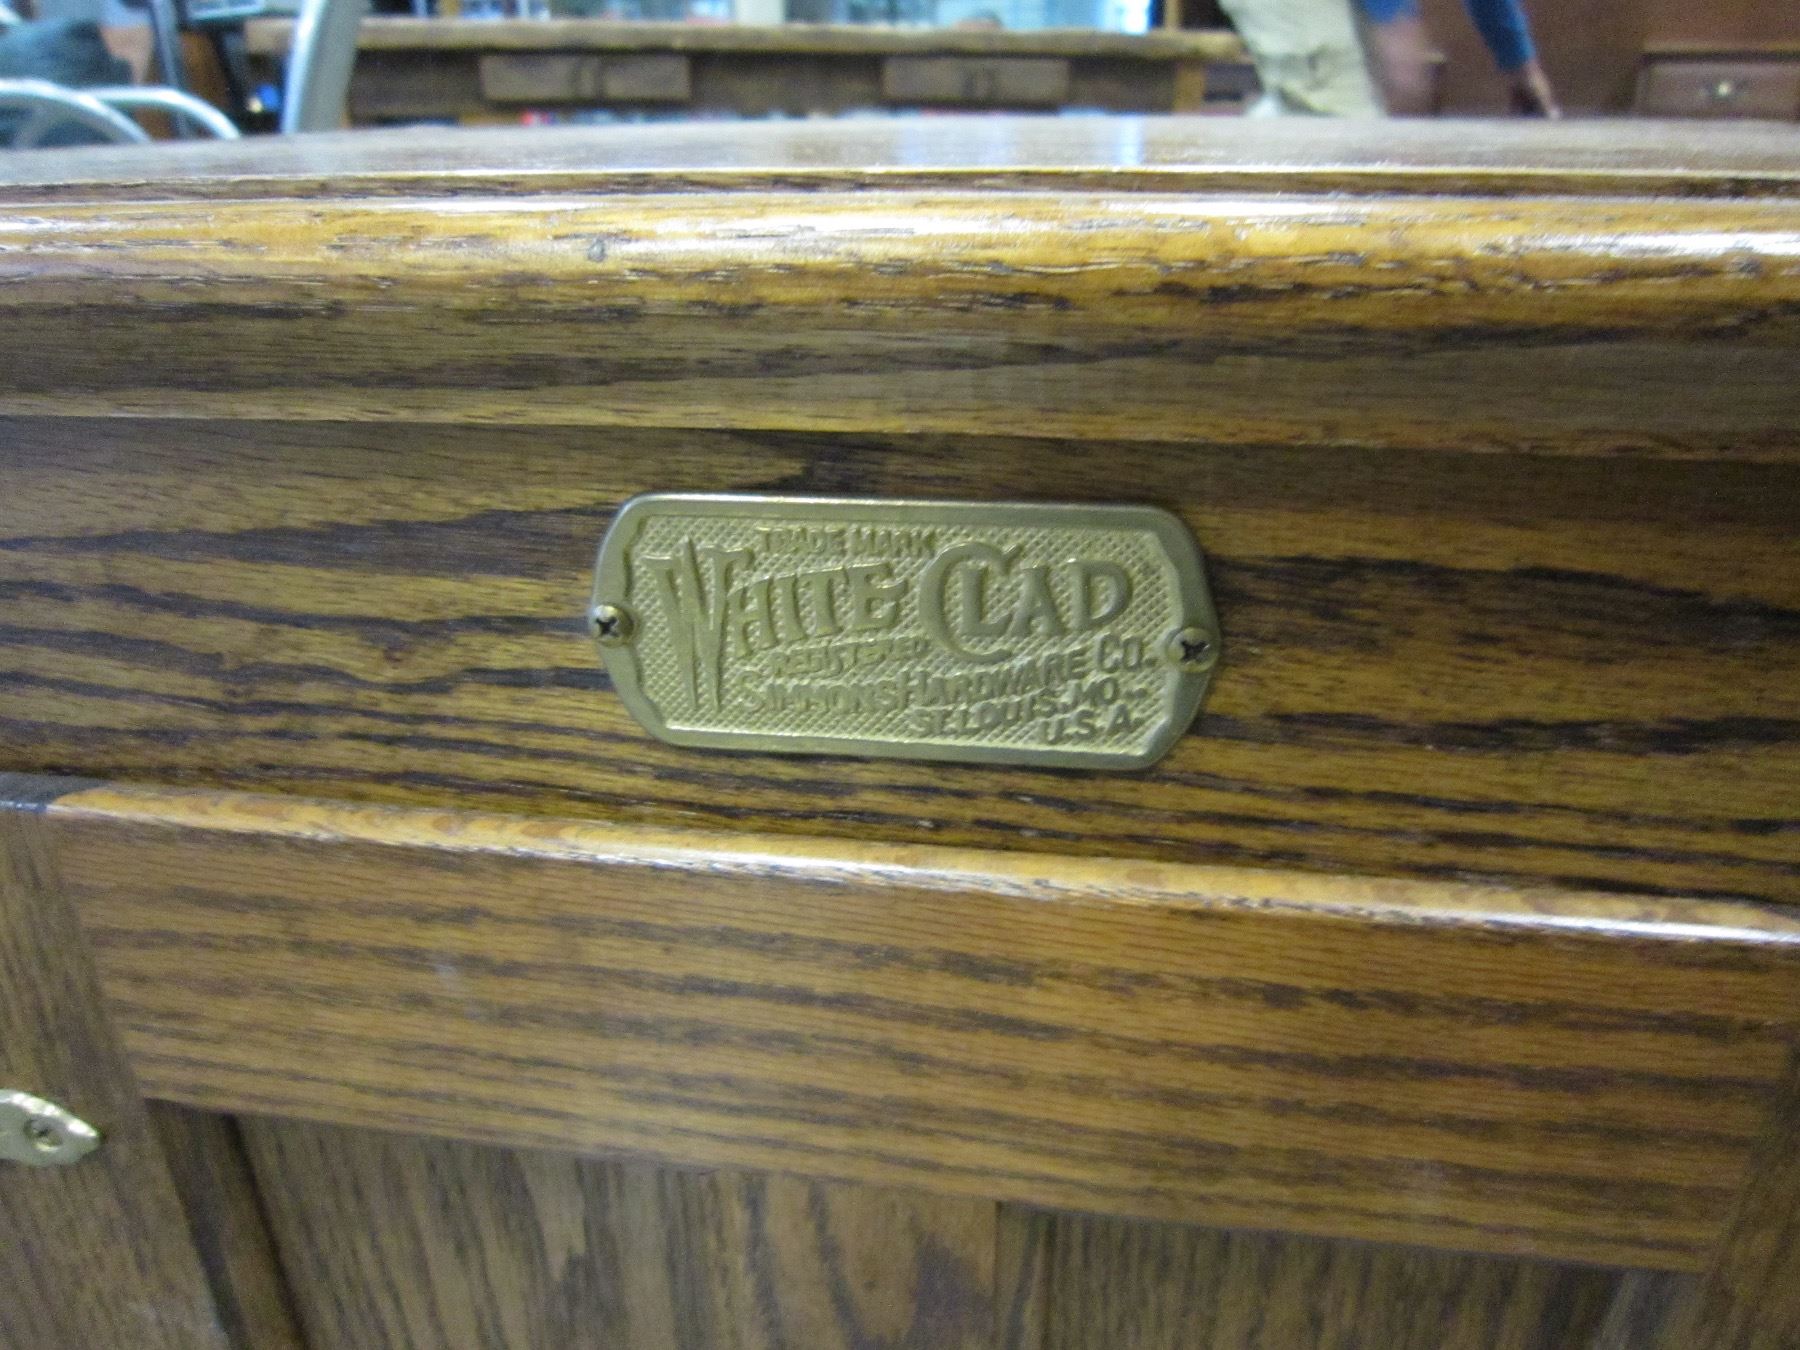 TRADE MARK
WHITE CLAD
REGISTERED
SIMMONS HARDWARE CO.
ST. LOUIS. MO.
U.S.A.